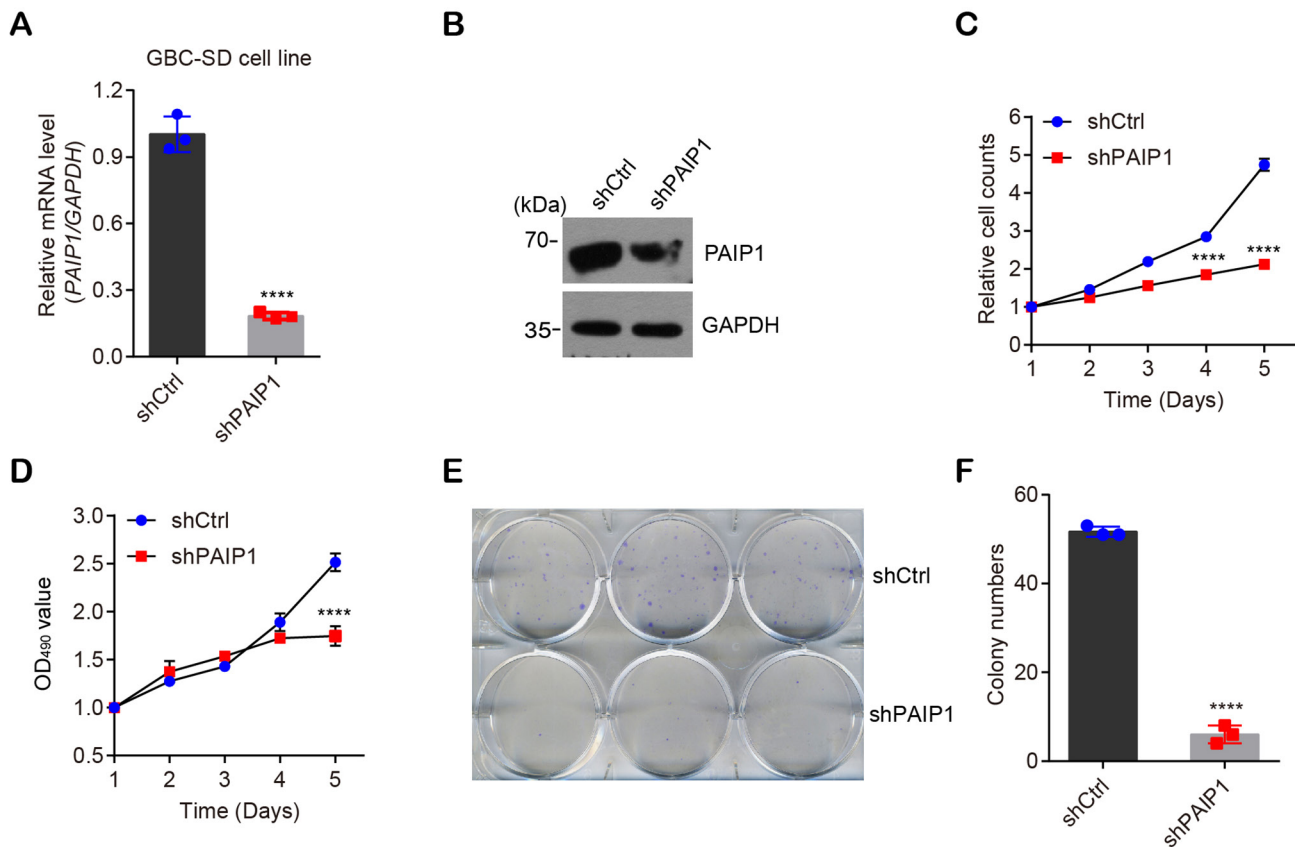 A
GBC-SD cell line
Relative mRNA level
(PAIP1/GAPDH)
1.2
0.9
0.6
0.3
0.0
****
shCtrl
shPAIP1
B
(kDa)
shCtrl
shPAIP1
70-
PAIP1
35-
GAPDH
C
Relative cell counts
6
5
4
3
2
1
0
shCtrl
shPAIP1
****
****
1 2 3 4 5
Time (Days)
D
OD490 value
3.0
2.5
2.0
1.5
1.0
0.5
shCtrl
shPAIP1
****
1 2 3 4 5
Time (Days)
E
shCtrl
shPAIP1
F
Colony numbers
60
40
20
0
****
shCtrl
shPAIP1